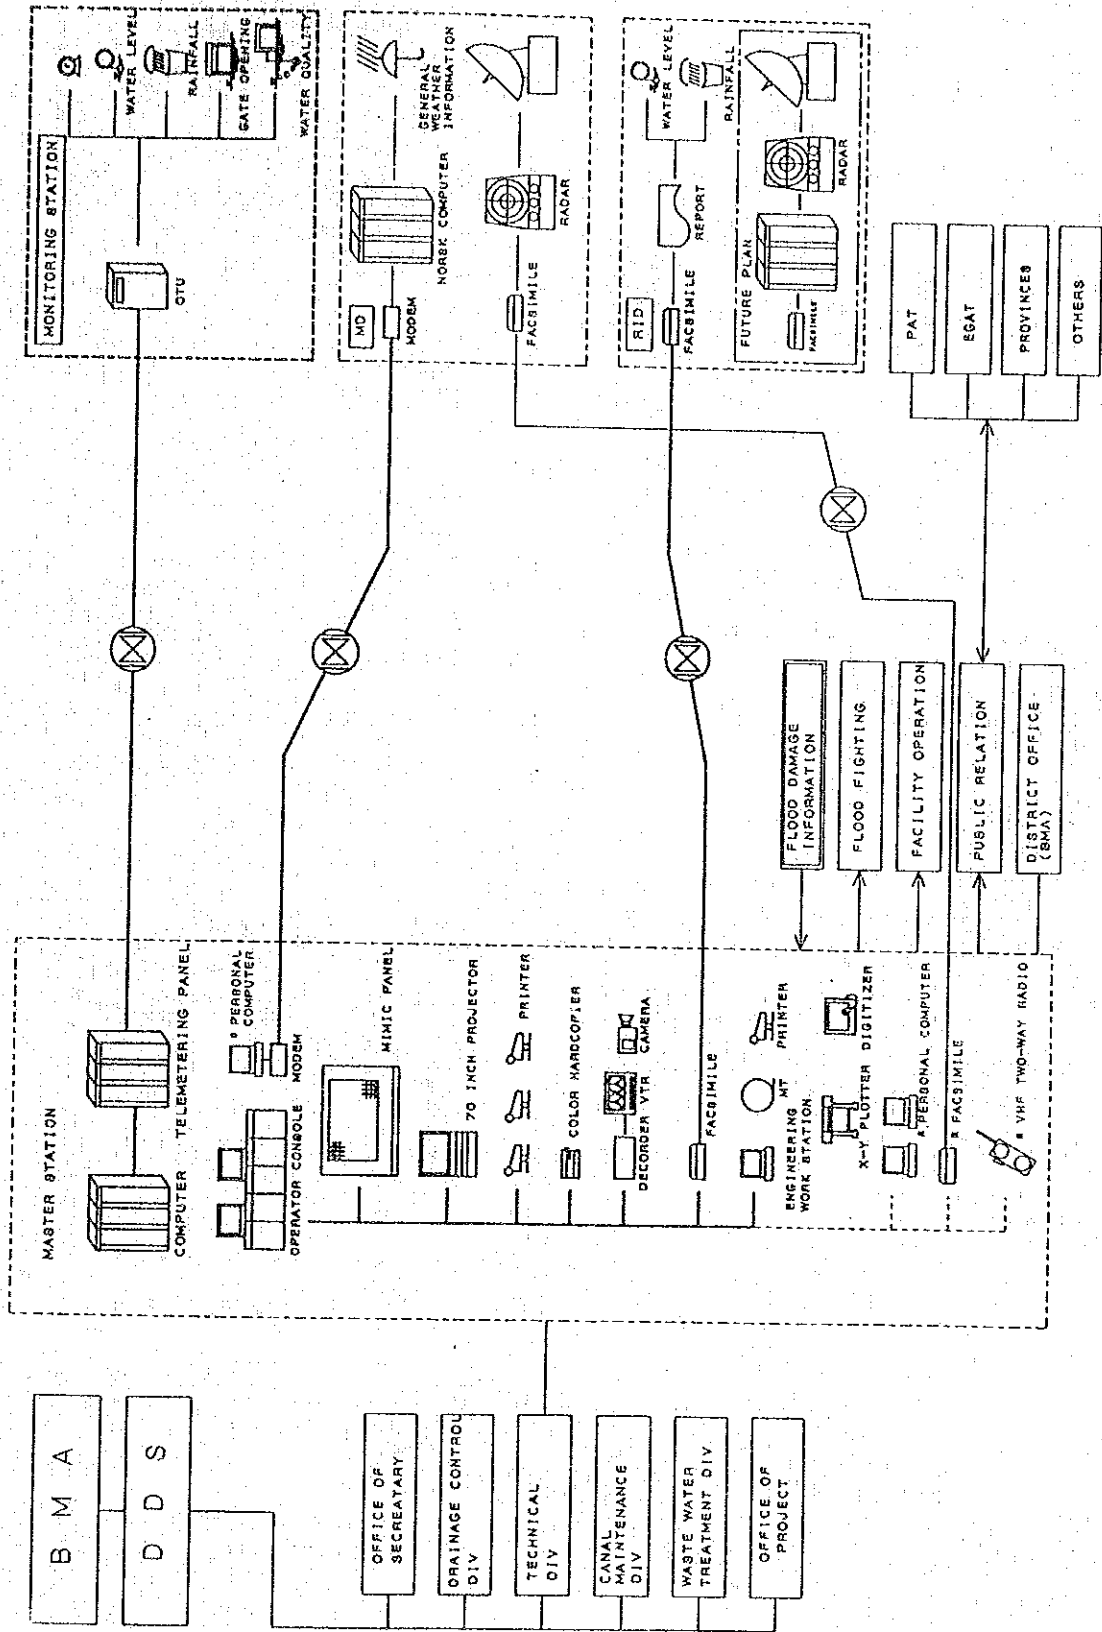 B M A
D D S
OFFICE OF
SECREATARY
DRAINAGE CONTROL
DIV
TECHNICAL
DIV
CANAL
MAINTENANCE
DIV
WASTE WATER
TREATMENT DIV.
OFFICE OF
PROJECT
MASTER STATION
COMPUTER
TELEMETERING PANEL
OPERATOR CONSOLE
PERSONAL
COMPUTER
MODEM
MIMIC PANEL
70 INCH PROJECTOR
PRINTER
COLOR HARDCOPIER
DECORDER VTR
CAMERA
FACSIMILE
ENGINEERING
WORK STATION
MT
PRINTER
X-Y PLOTTER
DIGITIZER
PERSONAL COMPUTER
FACSIMILE
VHF TWO-WAY RADIO
FLOOD DAMAGE
INFORMATION
FLOOD FIGHTING
FACILITY OPERATION
PUBLIC RELATION
DISTRICT OFFICE
(BMA)
MONITORING STATION
OTU
WATER LEVEL
RAINFALL
GATE OPENING
WATER QUALITY
MD
MODEM
NORSK COMPUTER
GENERAL
WEATHER
INFORMATION
FACSIMILE
RADAR
RID
FACSIMILE
REPORT
WATER LEVEL
RAINFALL
FUTURE PLAN
FACSIMILE
RADAR
PAT
EGAT
PROVINCES
OTHERS